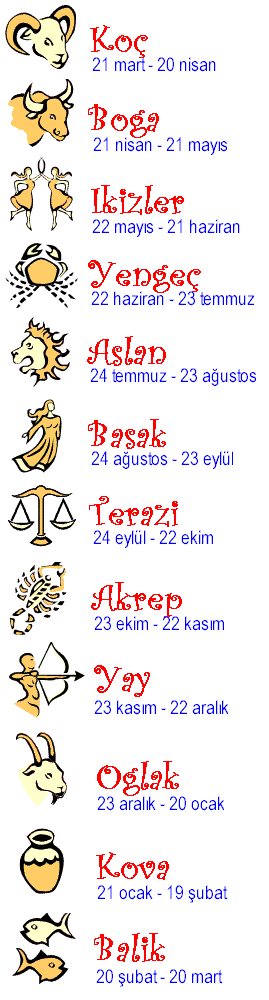 Koç
21 mart - 20 nisan
Boga
21 nisan - 21 mayıs
Ikizler
22 mayıs - 21 haziran
Yengeç
22 haziran - 23 temmuz
Aslan
24 temmuz - 23 ağustos
Basak
24 ağustos - 23 eylül
Terazi
24 eylül - 22 ekim
Akrep
23 ekim - 22 kasım
Yay
23 kasım - 22 aralık
Oglak
23 aralık - 20 ocak
Kova
21 ocak - 19 şubat
Balik
20 şubat - 20 mart